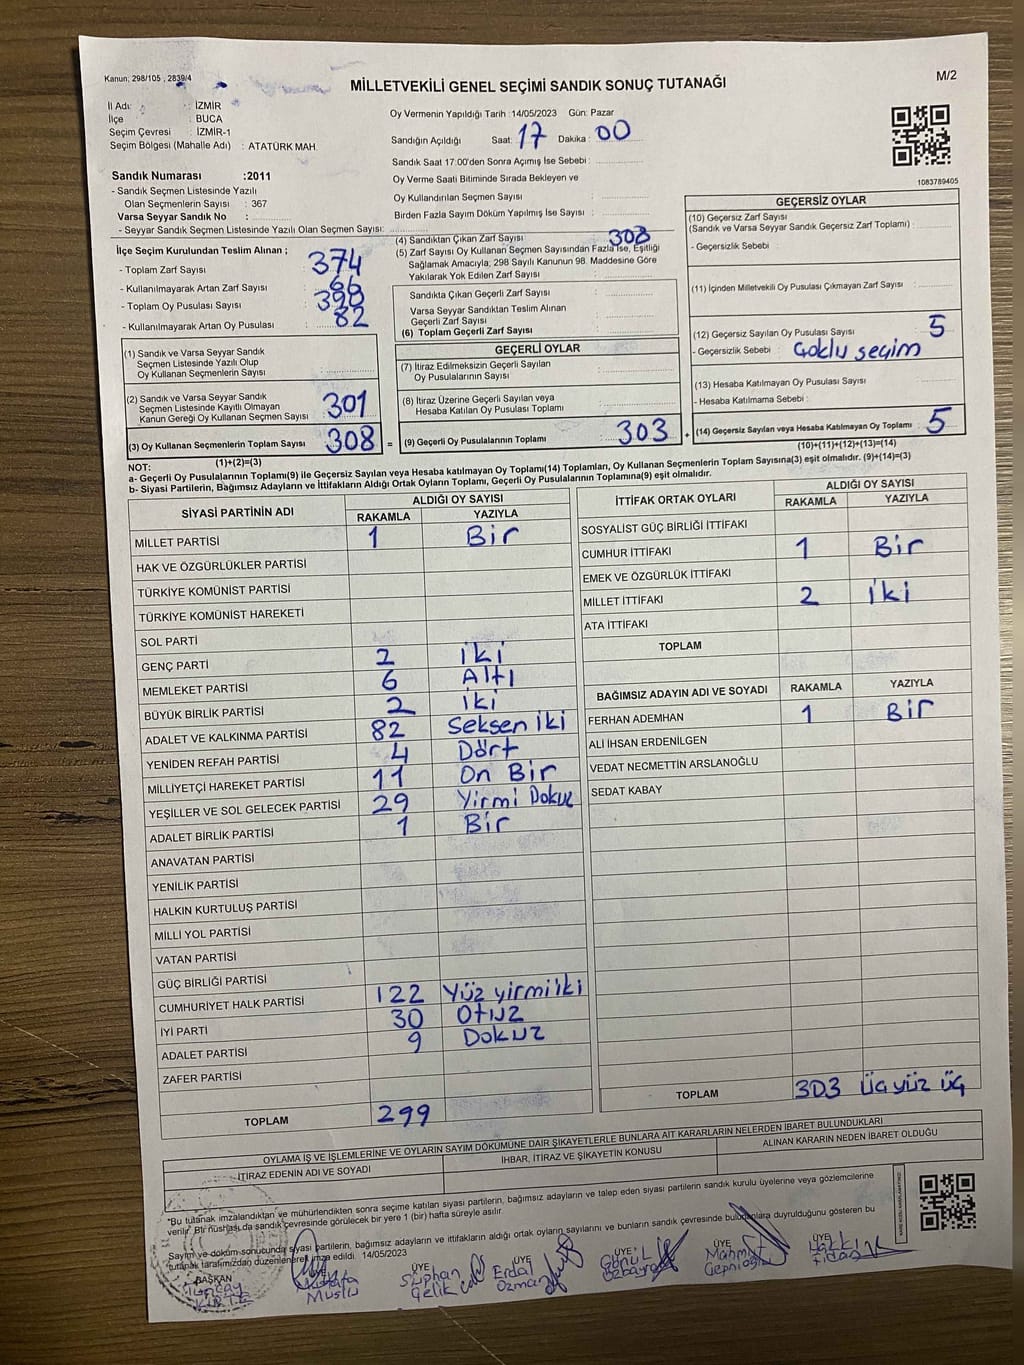 Kanun: 298/105 , 2839/4
M/2
MİLLETVEKİLİ GENEL SEÇİMİ SANDIK SONUÇ TUTANAĞI
İl Adı : İZMİR
İlçe : BUCA
Seçim Çevresi : İZMİR-1
Seçim Bölgesi (Mahalle Adı) : ATATÜRK MAH.
Sandık Numarası :2011
- Sandık Seçmen Listesinde Yazılı
Olan Seçmenlerin Sayısı : 367
Varsa Seyyar Sandık No :
- Seyyar Sandık Seçmen Listesinde Yazılı Olan Seçmen Sayısı:
Oy Vermenin Yapıldığı Tarih :14/05/2023 Gün: Pazar
Sandığın Açıldığı Saat: 17 Dakika: 00
Sandık Saat 17:00'den Sonra Açımış İse Sebebi :
Oy Verme Saati Bitiminde Sırada Bekleyen ve
Oy Kullandırılan Seçmen Sayısı :
Birden Fazla Sayım Döküm Yapılmış İse Sayısı :
1083789405
İlçe Seçim Kurulundan Teslim Alınan ;
- Toplam Zarf Sayısı : 374
- Kullanılmayarak Artan Zarf Sayısı : 66
- Toplam Oy Pusulası Sayısı : 390
- Kullanılmayarak Artan Oy Pusulası : 82
(4) Sandıktan Çıkan Zarf Sayısı : 308
(5) Zarf Sayısı Oy Kullanan Seçmen Sayısından Fazla İse, Eşitliği
Sağlamak Amacıyla; 298 Sayılı Kanunun 98. Maddesine Göre
Yakılarak Yok Edilen Zarf Sayısı :
Sandıkta Çıkan Geçerli Zarf Sayısı :
Varsa Seyyar Sandıktan Teslim Alınan
Geçerli Zarf Sayısı :
(6) Toplam Geçerli Zarf Sayısı :
GEÇERSİZ OYLAR
(10) Geçersiz Zarf Sayısı
(Sandık ve Varsa Seyyar Sandık Geçersiz Zarf Toplamı) :
- Geçersizlik Sebebi :
(11) İçinden Milletvekili Oy Pusulası Çıkmayan Zarf Sayısı :
(12) Geçersiz Sayılan Oy Pusulası Sayısı : 5
- Geçersizlik Sebebi : Çoklu seçim
(13) Hesaba Katılmayan Oy Pusulası Sayısı :
- Hesaba Katılmama Sebebi :
(14) Geçersiz Sayılan veya Hesaba Katılmayan Oy Toplamı 5
(10)+(11)+(12)+(13)=(14)
(1) Sandık ve Varsa Seyyar Sandık
Seçmen Listesinde Yazılı Olup
Oy Kullanan Seçmenlerin Sayısı :
(2) Sandık ve Varsa Seyyar Sandık
Seçmen Listesinde Kayıtlı Olmayan
Kanun Gereği Oy Kullanan Seçmen Sayısı : 301
(3) Oy Kullanan Seçmenlerin Toplam Sayısı 308 =
(1)+(2)=(3)
GEÇERLİ OYLAR
(7) İtiraz Edilmeksizin Geçerli Sayılan
Oy Pusulalarının Sayısı :
(8) İtiraz Üzerine Geçerli Sayılan veya
Hesaba Katılan Oy Pusulası Toplamı :
(9) Geçerli Oy Pusulalarının Toplamı : 303 +
NOT:
a- Geçerli Oy Pusulalarının Toplamı(9) ile Geçersiz Sayılan veya Hesaba katılmayan Oy Toplamı(14) Toplamları, Oy Kullanan Seçmenlerin Toplam Sayısına(3) eşit olmalıdır. (9)+(14)=(3)
b- Siyasi Partilerin, Bağımsız Adayların ve İttifakların Aldığı Ortak Oyların Toplamı, Geçerli Oy Pusulalarının Toplamına(9) eşit olmalıdır.
SİYASİ PARTİNİN ADI ALDIĞI OY SAYISI
RAKAMLA YAZIYLA
MİLLET PARTİSİ 1 Bir
HAK VE ÖZGÜRLÜKLER PARTİSİ
TÜRKİYE KOMÜNİST PARTİSİ
TÜRKİYE KOMÜNİST HAREKETİ
SOL PARTİ
GENÇ PARTİ 2 iki
MEMLEKET PARTİSİ 6 Altı
BÜYÜK BİRLİK PARTİSİ 2 iki
ADALET VE KALKINMA PARTİSİ 82 Seksen iki
YENİDEN REFAH PARTİSİ 4 Dört
MİLLİYETÇİ HAREKET PARTİSİ 11 On Bir
YEŞİLLER VE SOL GELECEK PARTİSİ 29 Yirmi Dokuz
ADALET BİRLİK PARTİSİ 1 Bir
ANAVATAN PARTİSİ
YENİLİK PARTİSİ
HALKIN KURTULUŞ PARTİSİ
MİLLİ YOL PARTİSİ
VATAN PARTİSİ
GÜÇ BİRLİĞİ PARTİSİ
CUMHURİYET HALK PARTİSİ 122 Yüz yirmi iki
İYİ PARTİ 30 Otuz
ADALET PARTİSİ 9 Dokuz
ZAFER PARTİSİ
TOPLAM 299
İTTİFAK ORTAK OYLARI ALDIĞI OY SAYISI
RAKAMLA YAZIYLA
SOSYALİST GÜÇ BİRLİĞİ İTTİFAKI
CUMHUR İTTİFAKI 1 Bir
EMEK VE ÖZGÜRLÜK İTTİFAKI
MİLLET İTTİFAKI 2 iki
ATA İTTİFAKI
TOPLAM
BAĞIMSIZ ADAYIN ADI VE SOYADI RAKAMLA YAZIYLA
FERHAN ADEMHAN 1 Bir
ALİ İHSAN ERDENİLGEN
VEDAT NECMETTİN ARSLANOĞLU
SEDAT KABAY
TOPLAM 303 üç yüz üç
OYLAMA İŞ VE İŞLEMLERİNE VE OYLARIN SAYIM DÖKÜMÜNE DAİR ŞİKAYETLERLE BUNLARA AİT KARARLARIN NELERDEN İBARET BULUNDUKLARI
İTİRAZ EDENİN ADI VE SOYADI İHBAR, İTİRAZ VE ŞİKAYETİN KONUSU ALINAN KARARIN NEDEN İBARET OLDUĞU
"Bu tutanak imzalandıktan ve mühürlendikten sonra seçime katılan siyasi partilerin, bağımsız adayların ve talep eden siyasi partilerin sandık kurulu üyelerine veya gözlemcilerine
verilir. Bir nüshası da sandık çevresinde görülecek bir yere 1 (bir) hafta süreyle asılır.
Sayım ve döküm sonucunda siyasi partilerin, bağımsız adayların ve ittifakların aldığı ortak oyların sayılarını ve bunların sandık çevresinde bulunanlara duyrulduğunu gösteren bu
tutanak tarafımızdan düzenlenerek imza edildi. 14/05/2023
BAŞKAN ÜYE ÜYE ÜYE ÜYE ÜYE
Mustafa Müslü
Süphan Çelik
Erdal Özman
Gönül
Mahmut Çepnioğlu
Hakkı Fidan